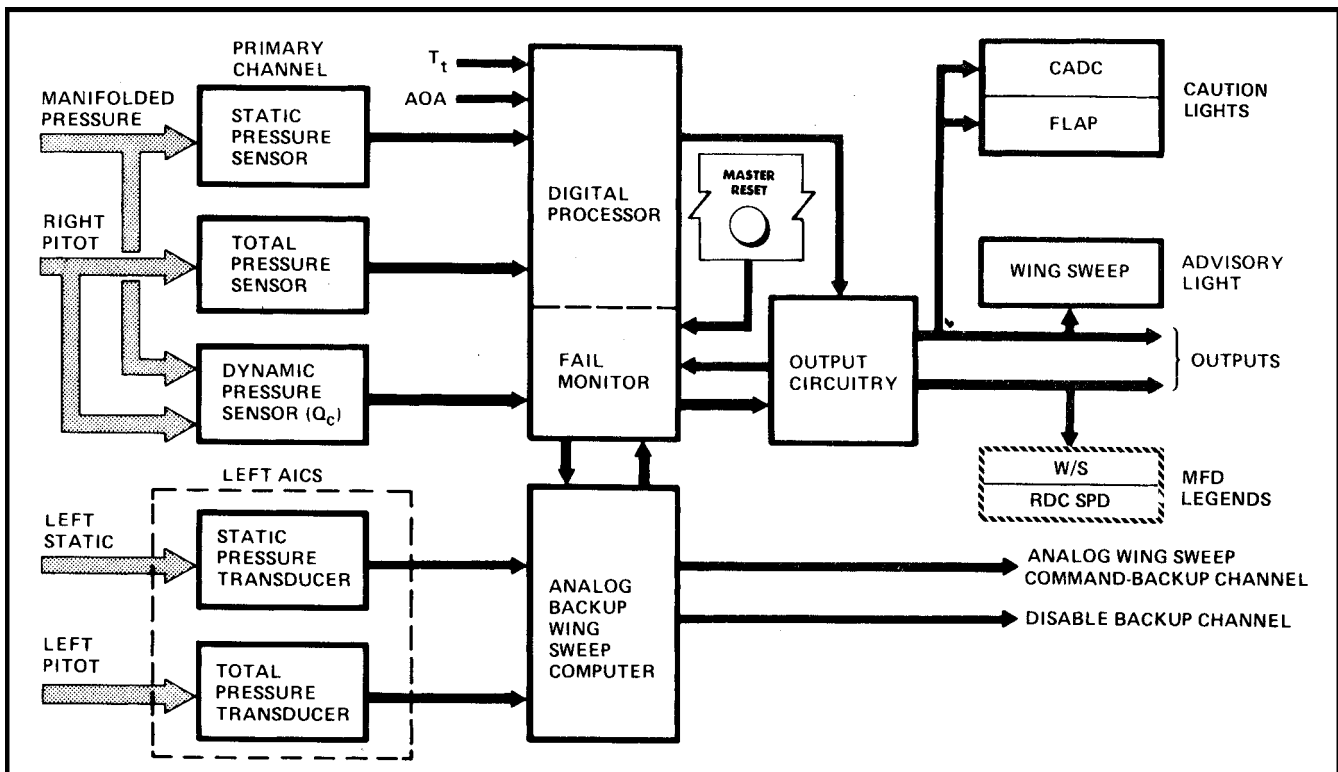 PRIMARY
CHANNEL
MANIFOLDED
PRESSURE
STATIC
PRESSURE
SENSOR
RIGHT
PITOT
TOTAL
PRESSURE
SENSOR
DYNAMIC
PRESSURE
SENSOR (Qc)
Tt
AOA
DIGITAL
PROCESSOR
FAIL
MONITOR
MASTER
RESET
OUTPUT
CIRCUITRY
CADC
FLAP
CAUTION
LIGHTS
WING SWEEP
ADVISORY
LIGHT
OUTPUTS
W/S
RDC SPD
MFD
LEGENDS
LEFT AICS
LEFT
STATIC
STATIC
PRESSURE
TRANSDUCER
LEFT
PITOT
TOTAL
PRESSURE
TRANSDUCER
ANALOG
BACKUP
WING
SWEEP
COMPUTER
ANALOG WING SWEEP
COMMAND-BACKUP CHANNEL
DISABLE BACKUP CHANNEL